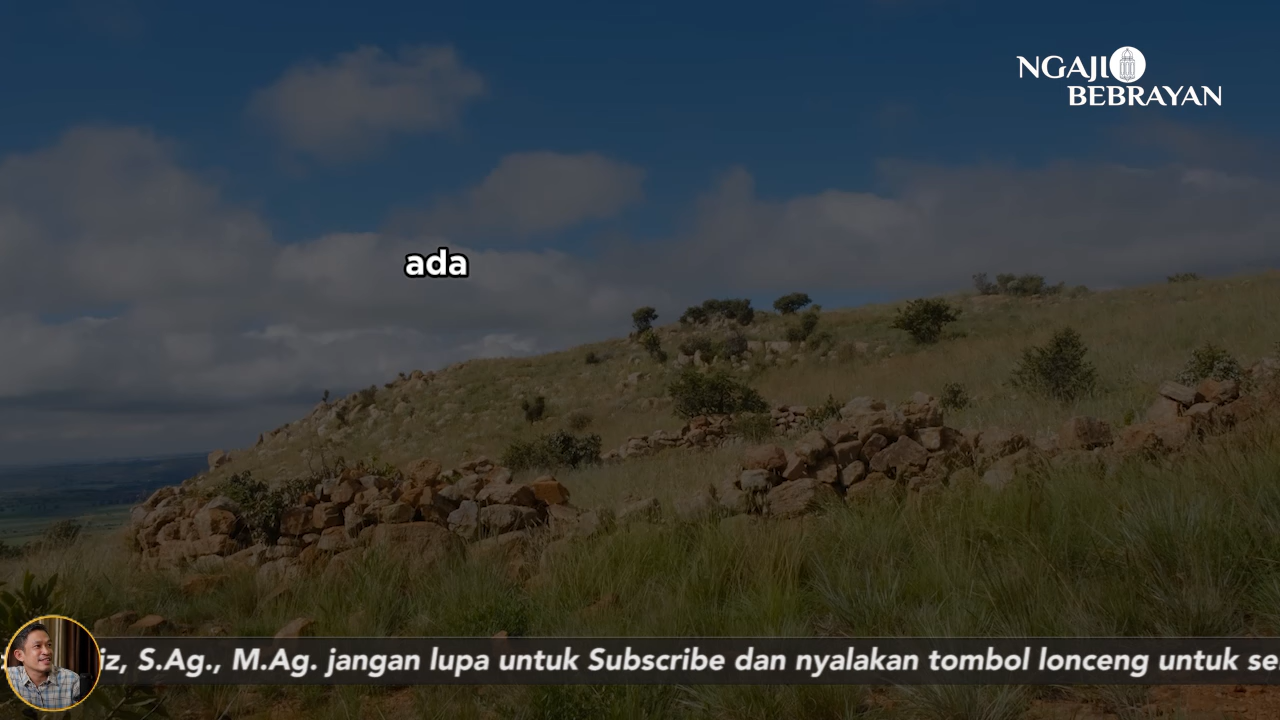 NGAJI
BEBRAYAN
ada
iz, S.Ag., M.Ag. jangan lupa untuk Subscribe dan nyalakan tombol lonceng untuk se